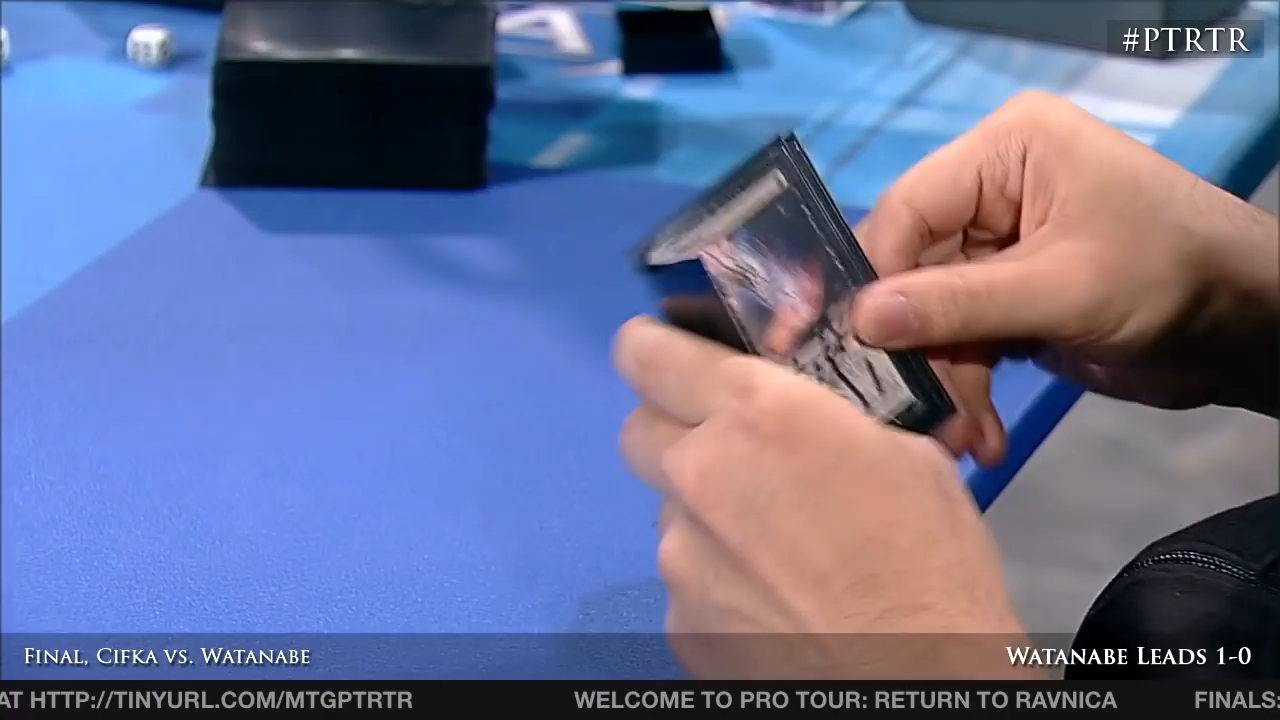 #PTRTR
FINAL, CIFKA VS. WATANABE
WATANABE LEADS 1-0
AT HTTP://TINYURL.COM/MTGPTRTR WELCOME TO PRO TOUR: RETURN TO RAVNICA FINALS: